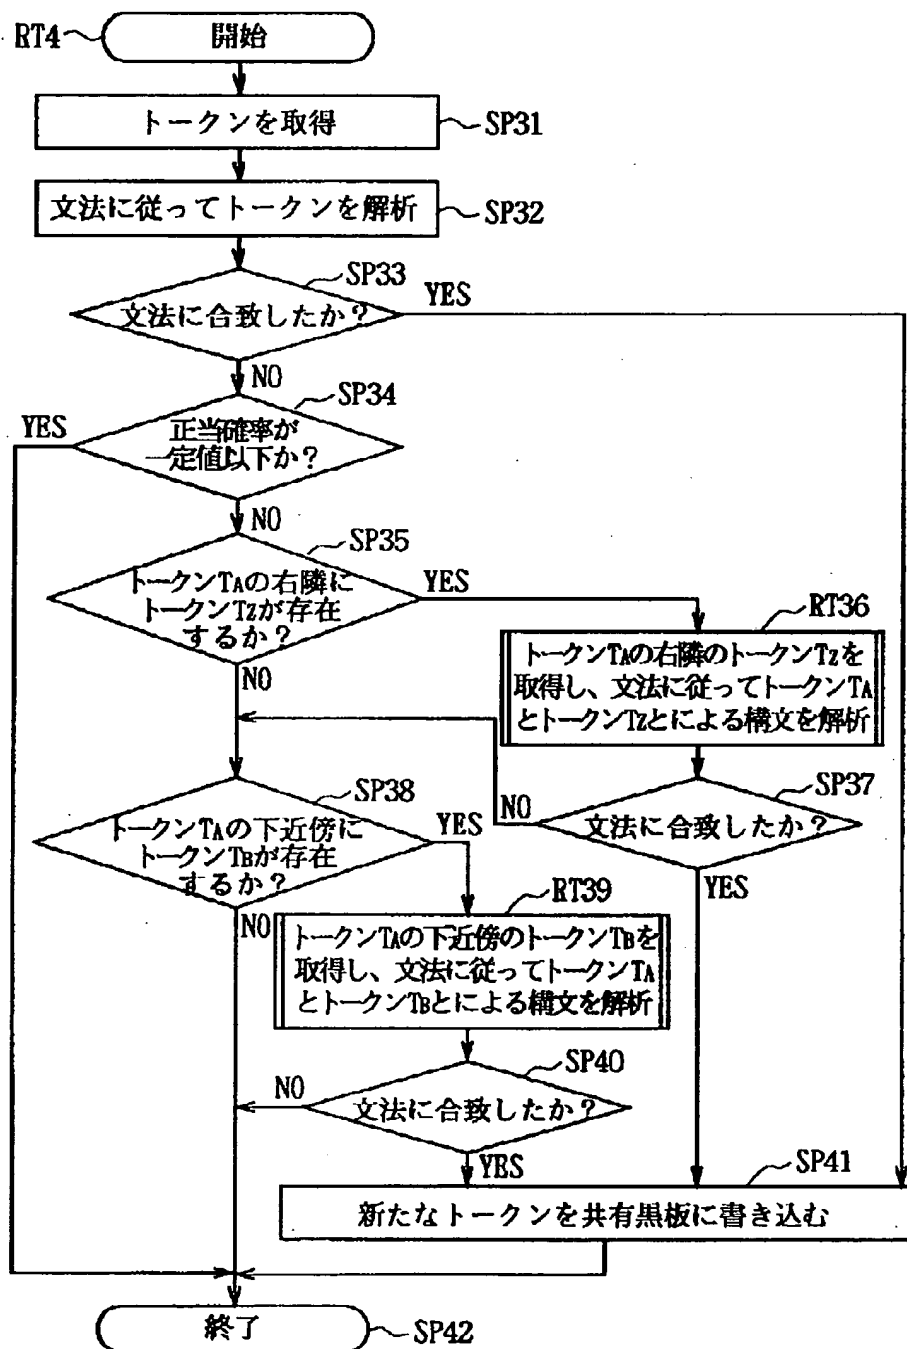 RT4
開始
トークンを取得
SP31
文法に従ってトークンを解析
SP32
SP33
文法に合致したか？
YES
NO
SP34
YES
正当確率が
一定値以下か？
NO
SP35
トークンTAの右隣に
トークンTZが存在
するか？
YES
NO
RT36
トークンTAの右隣のトークンTZを
取得し、文法に従ってトークンTA
とトークンTZとによる構文を解析
SP37
文法に合致したか？
NO
YES
SP38
トークンTAの下近傍に
トークンTBが存在
するか？
YES
NO
RT39
トークンTAの下近傍のトークンTBを
取得し、文法に従ってトークンTA
とトークンTBとによる構文を解析
SP40
文法に合致したか？
NO
YES
SP41
新たなトークンを共有黒板に書き込む
終了
SP42